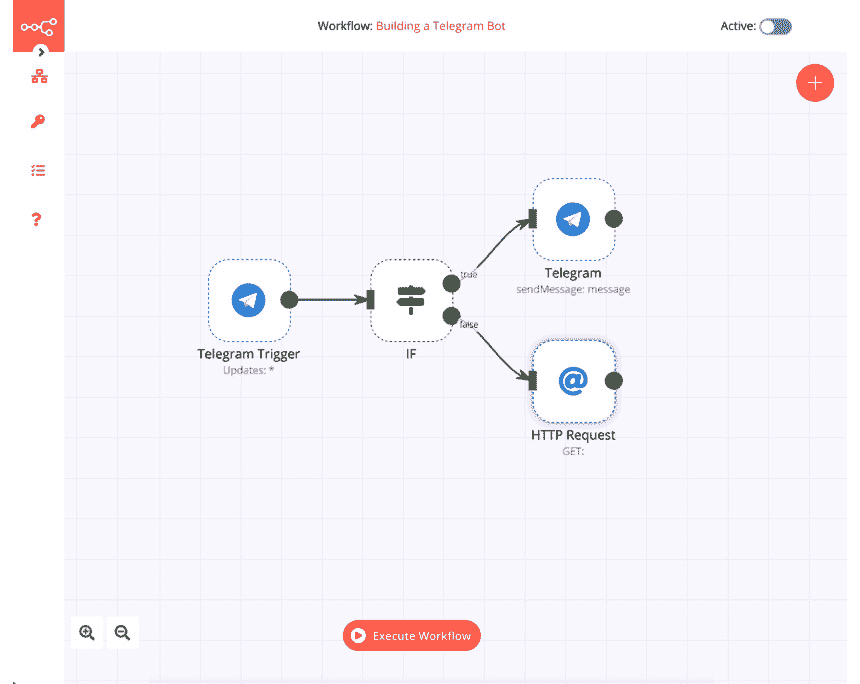 Workflow: Building a Telegram Bot
Active:
true
Telegram
sendMessage: message
Telegram Trigger
Updates: *
IF
false
HTTP Request
GET:
Execute Workflow